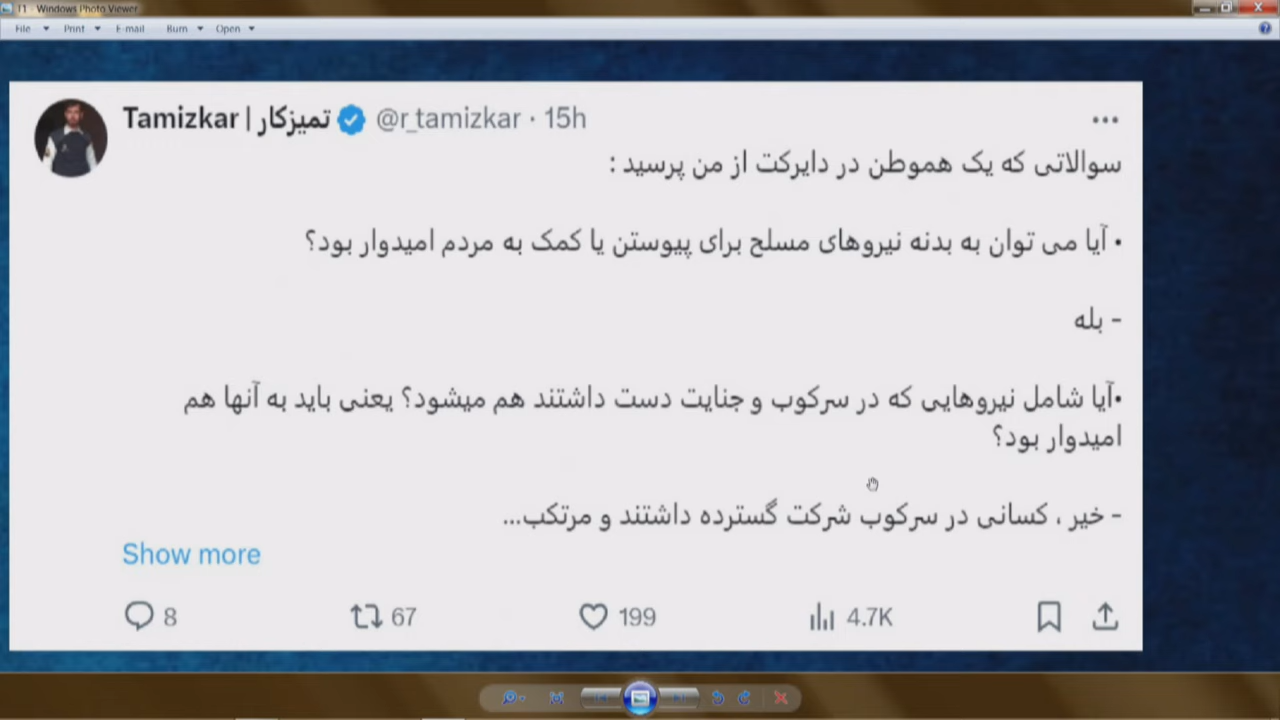 11 - Windows Photo Viewer
File Print E-mail Burn Open
Tamizkar | تمیزکار @r_tamizkar · 15h
سوالاتی که یک هموطن در دایرکت از من پرسید :
• آیا می توان به بدنه نیروهای مسلح برای پیوستن یا کمک به مردم امیدوار بود؟
- بله
•آیا شامل نیروهایی که در سرکوب و جنایت دست داشتند هم میشود؟ یعنی باید به آنها هم
امیدوار بود؟
- خیر ، کسانی در سرکوب شرکت گسترده داشتند و مرتکب...
Show more
8 67 199 4.7K